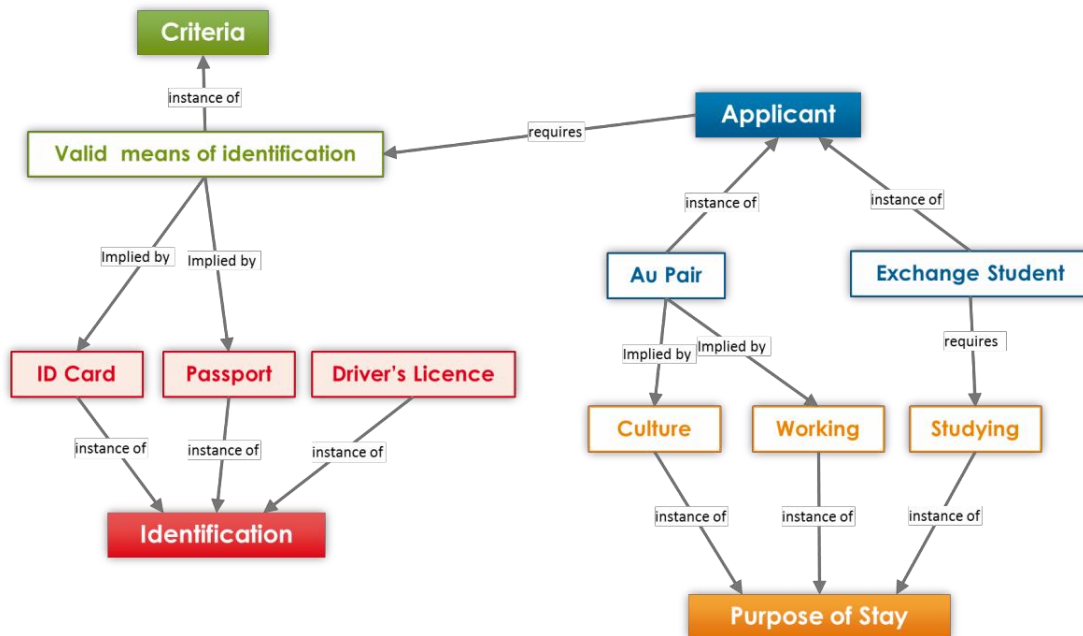 Criteria
instance of
Applicant
requires
Valid  means of identification
instance of
instance of
Implied by
Implied by
Au Pair
Exchange Student
requires
Implied by
Implied by
ID Card
Passport
Driver's Licence
Culture
Working
Studying
instance of
instance of
instance of
instance of
instance of
instance of
Identification
Purpose of Stay